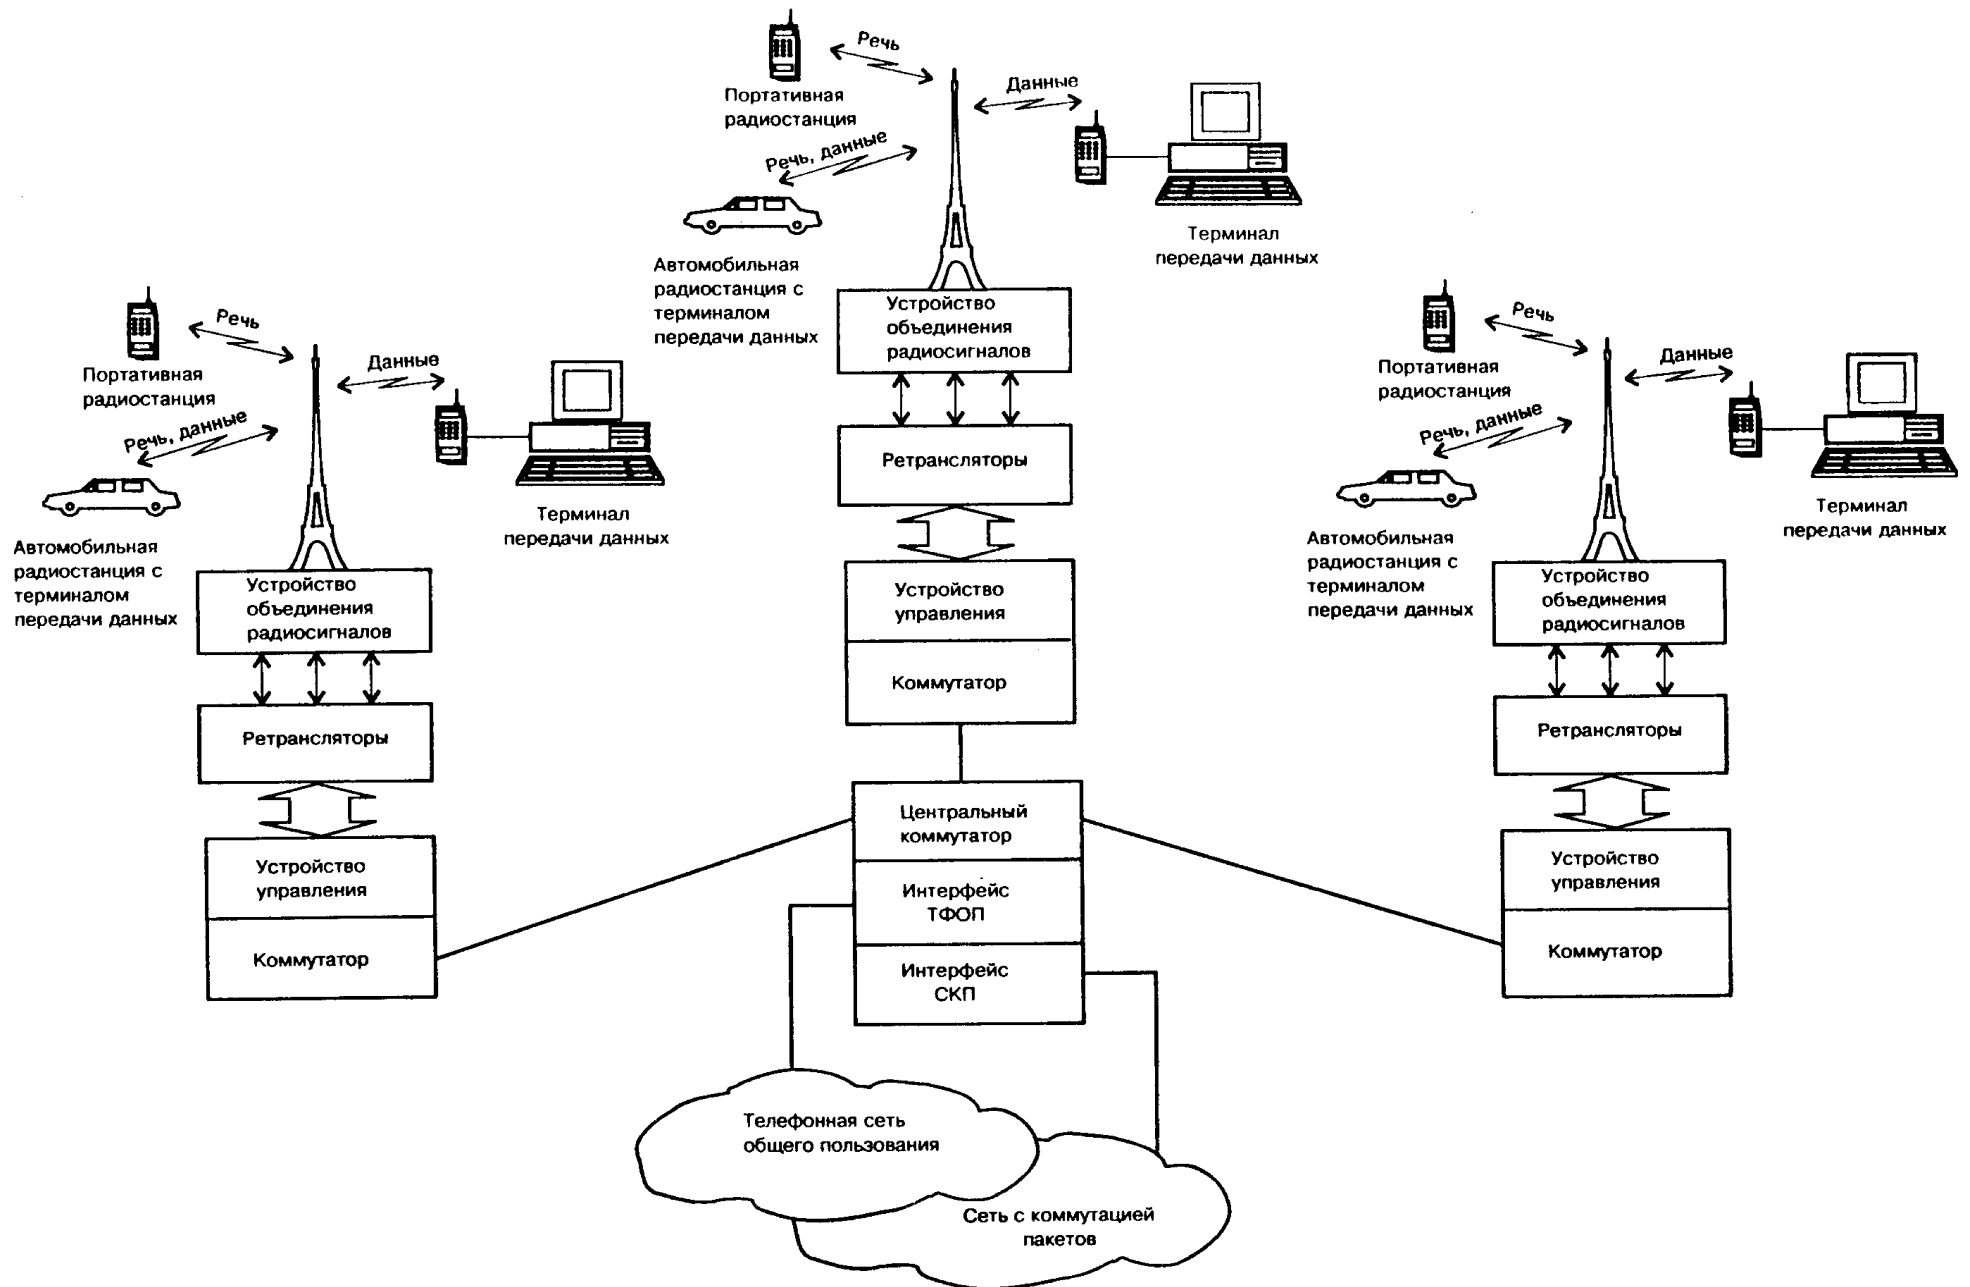 Речь
Данные
Портативная
радиостанция
Речь, данные
Терминал
передачи данных
Автомобильная
радиостанция с
терминалом
передачи данных
Устройство
объединения
радиосигналов
Ретрансляторы
Устройство
управления
Коммутатор
Речь
Данные
Портативная
радиостанция
Речь, данные
Терминал
передачи данных
Автомобильная
радиостанция с
терминалом
передачи данных
Устройство
объединения
радиосигналов
Ретрансляторы
Устройство
управления
Коммутатор
Речь
Данные
Портативная
радиостанция
Речь, данные
Терминал
передачи данных
Автомобильная
радиостанция с
терминалом
передачи данных
Устройство
объединения
радиосигналов
Ретрансляторы
Устройство
управления
Коммутатор
Центральный
коммутатор
Интерфейс
ТФОП
Интерфейс
СКП
Телефонная сеть
общего пользования
Сеть с коммутацией
пакетов